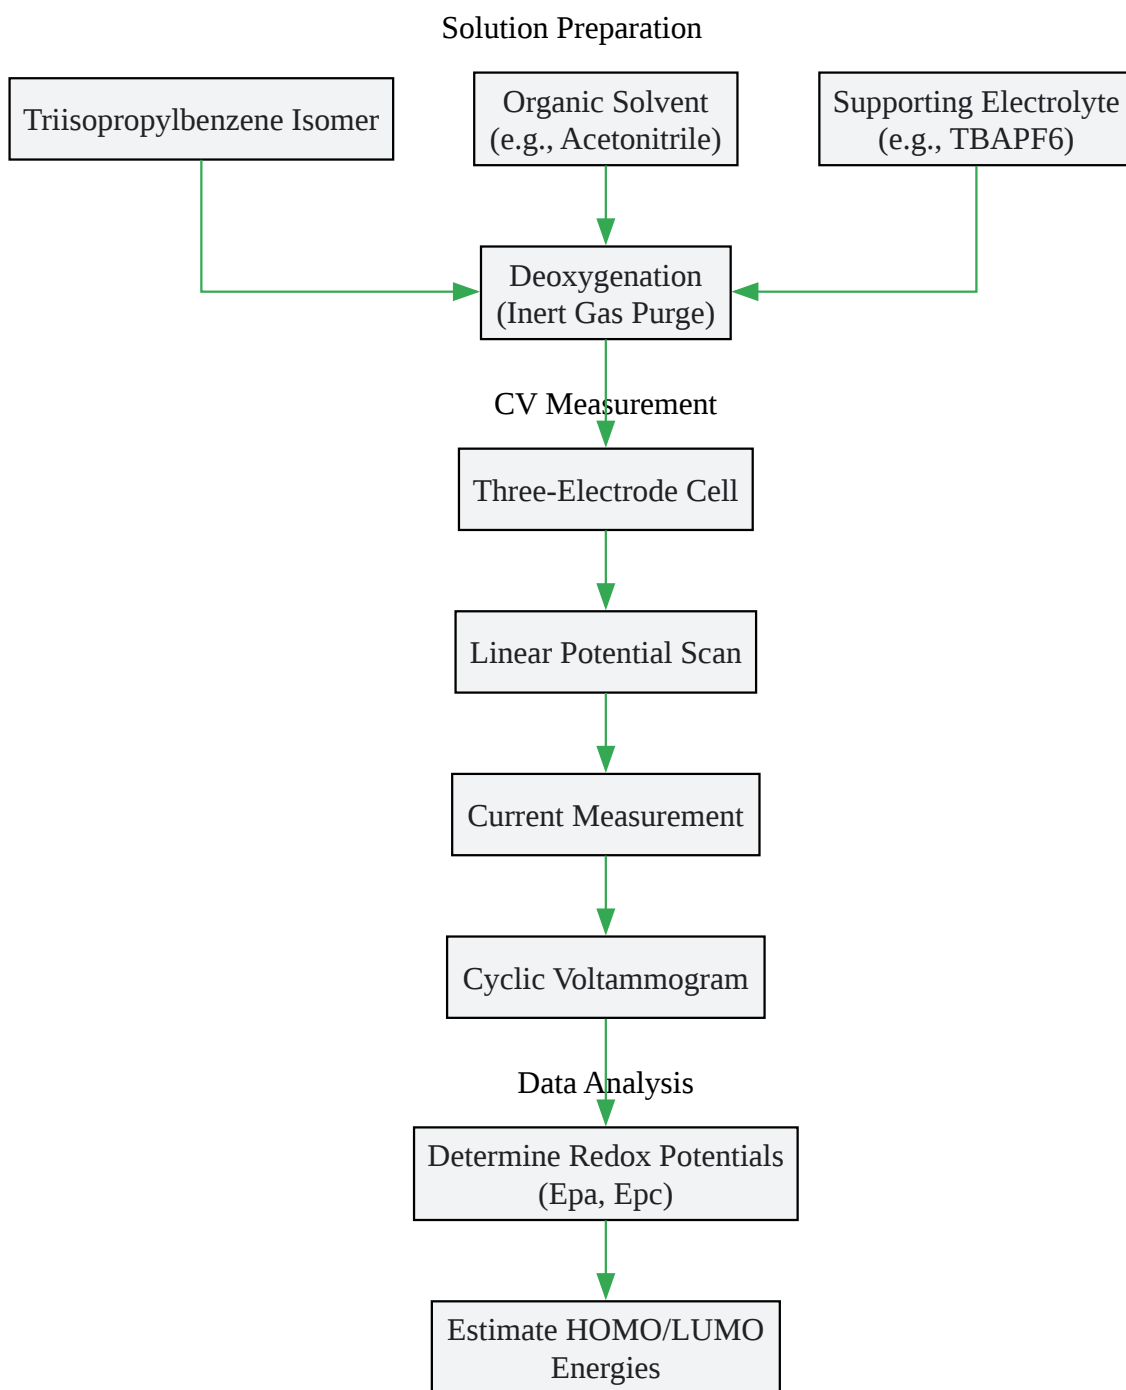 Solution Preparation
Triisopropylbenzene Isomer
Organic Solvent
(e.g., Acetonitrile)
Supporting Electrolyte
(e.g., TBAPF6)
Deoxygenation
(Inert Gas Purge)
CV Measurement
Three-Electrode Cell
Linear Potential Scan
Current Measurement
Cyclic Voltammogram
Data Analysis
Determine Redox Potentials
(Epa, Epc)
Estimate HOMO/LUMO
Energies